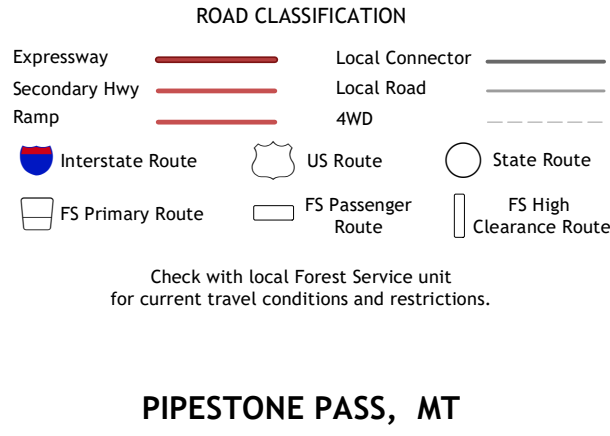 ROAD CLASSIFICATION
Expressway
Local Connector
Secondary Hwy
Local Road
Ramp
4WD
Interstate Route
US Route
State Route
FS Primary Route
FS Passenger
Route
FS High
Clearance Route
Check with local Forest Service unit
for current travel conditions and restrictions.
PIPESTONE PASS, MT